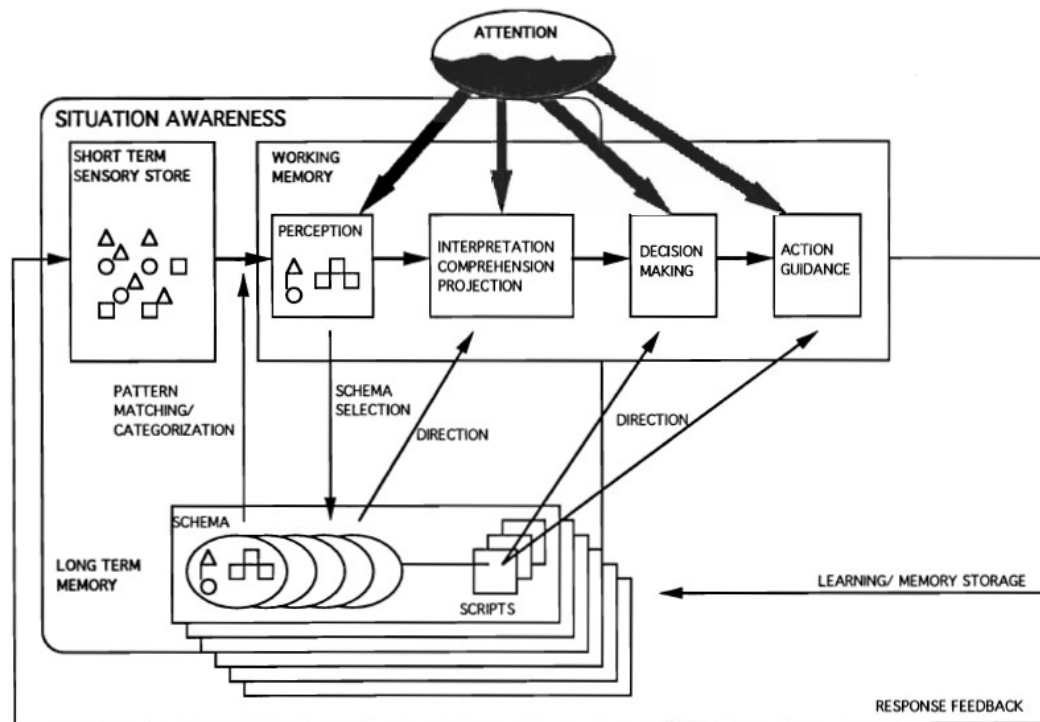 ATTENTION
SITUATION AWARENESS
SHORT TERM
SENSORY STORE
WORKING
MEMORY
PERCEPTION
INTERPRETATION
COMPREHENSION
PROJECTION
DECISION
MAKING
ACTION
GUIDANCE
PATTERN
MATCHING/
CATEGORIZATION
SCHEMA
SELECTION
DIRECTION
DIRECTION
SCHEMA
LONG TERM
MEMORY
SCRIPTS
LEARNING/ MEMORY STORAGE
RESPONSE FEEDBACK